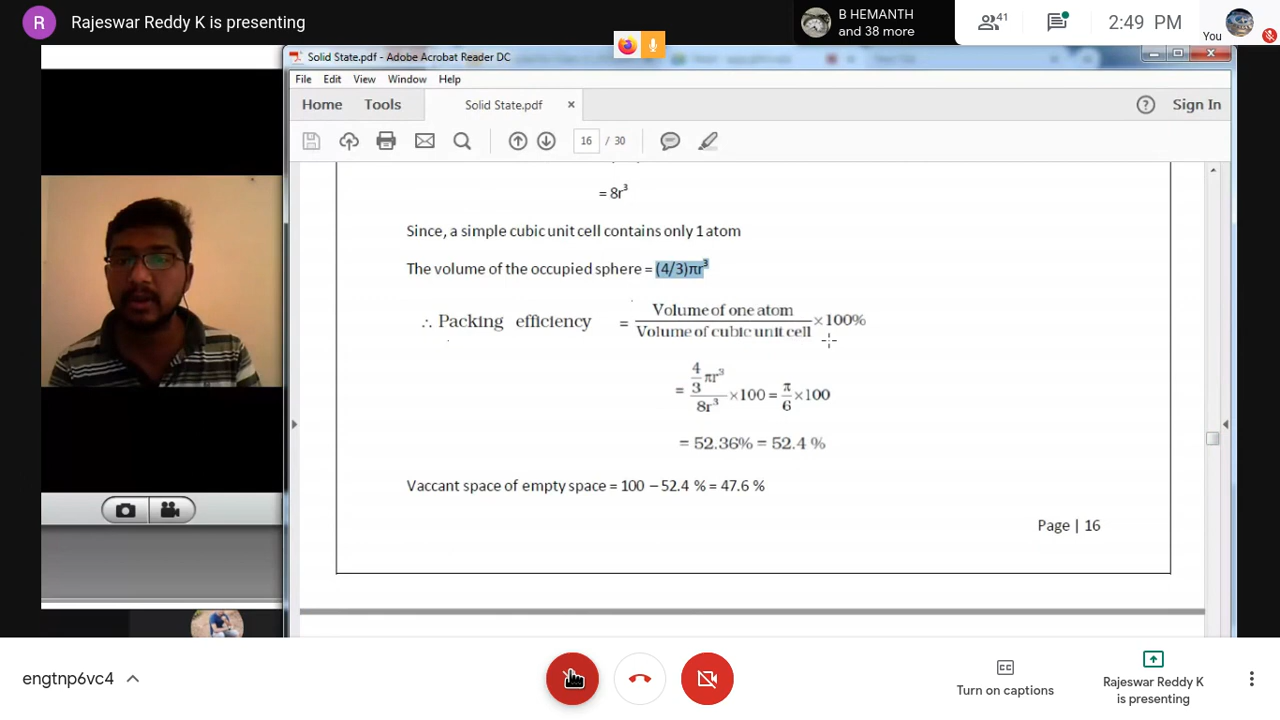 R Rajeswar Reddy K is presenting
B HEMANTH
and 38 more
41
2:49 PM
You
Solid State.pdf - Adobe Acrobat Reader DC
File Edit View Window Help
Home Tools Solid State.pdf × ? Sign In
16 / 30
= 8r³
Since, a simple cubic unit cell contains only 1 atom
The volume of the occupied sphere = (4/3)πr³
∴ Packing efficiency = Volume of one atom / Volume of cubic unit cell ×100%
= 4/3 πr³ / 8r³ ×100 = π/6 ×100
= 52.36% = 52.4 %
Vaccant space of empty space = 100 – 52.4 % = 47.6 %
Page | 16
engtnp6vc4
Turn on captions
Rajeswar Reddy K
is presenting